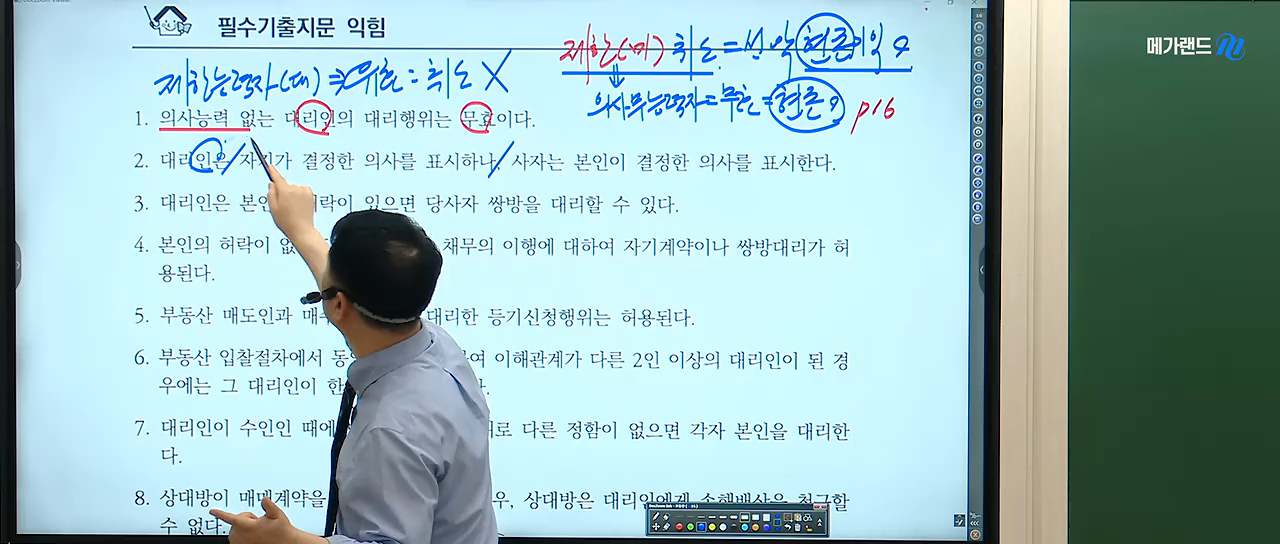 필수기출지문 익힘
메가랜드
제한(미) 취소 = 선악 현존이익
제한능력자(대) ⇒ 유효 = 취소 X
의사무능력자 = 무효 = 현존 p16
1. 의사능력 없는 대리인의 대리행위는 무효이다.
2. 대리인은 자기가 결정한 의사를 표시하나, 사자는 본인이 결정한 의사를 표시한다.
3. 대리인은 본인 허락이 있으면 당사자 쌍방을 대리할 수 있다.
4. 본인의 허락이 없 채무의 이행에 대하여 자기계약이나 쌍방대리가 허
용된다.
5. 부동산 매도인과 매 대리한 등기신청행위는 허용된다.
6. 부동산 입찰절차에서 동 여 이해관계가 다른 2인 이상의 대리인이 된 경
우에는 그 대리인이 한 다.
7. 대리인이 수인인 때에 로 다른 정함이 없으면 각자 본인을 대리한
다.
8. 상대방이 매매계약을 우, 상대방은 대리인에게 손해배상을 청구할
수 없다.